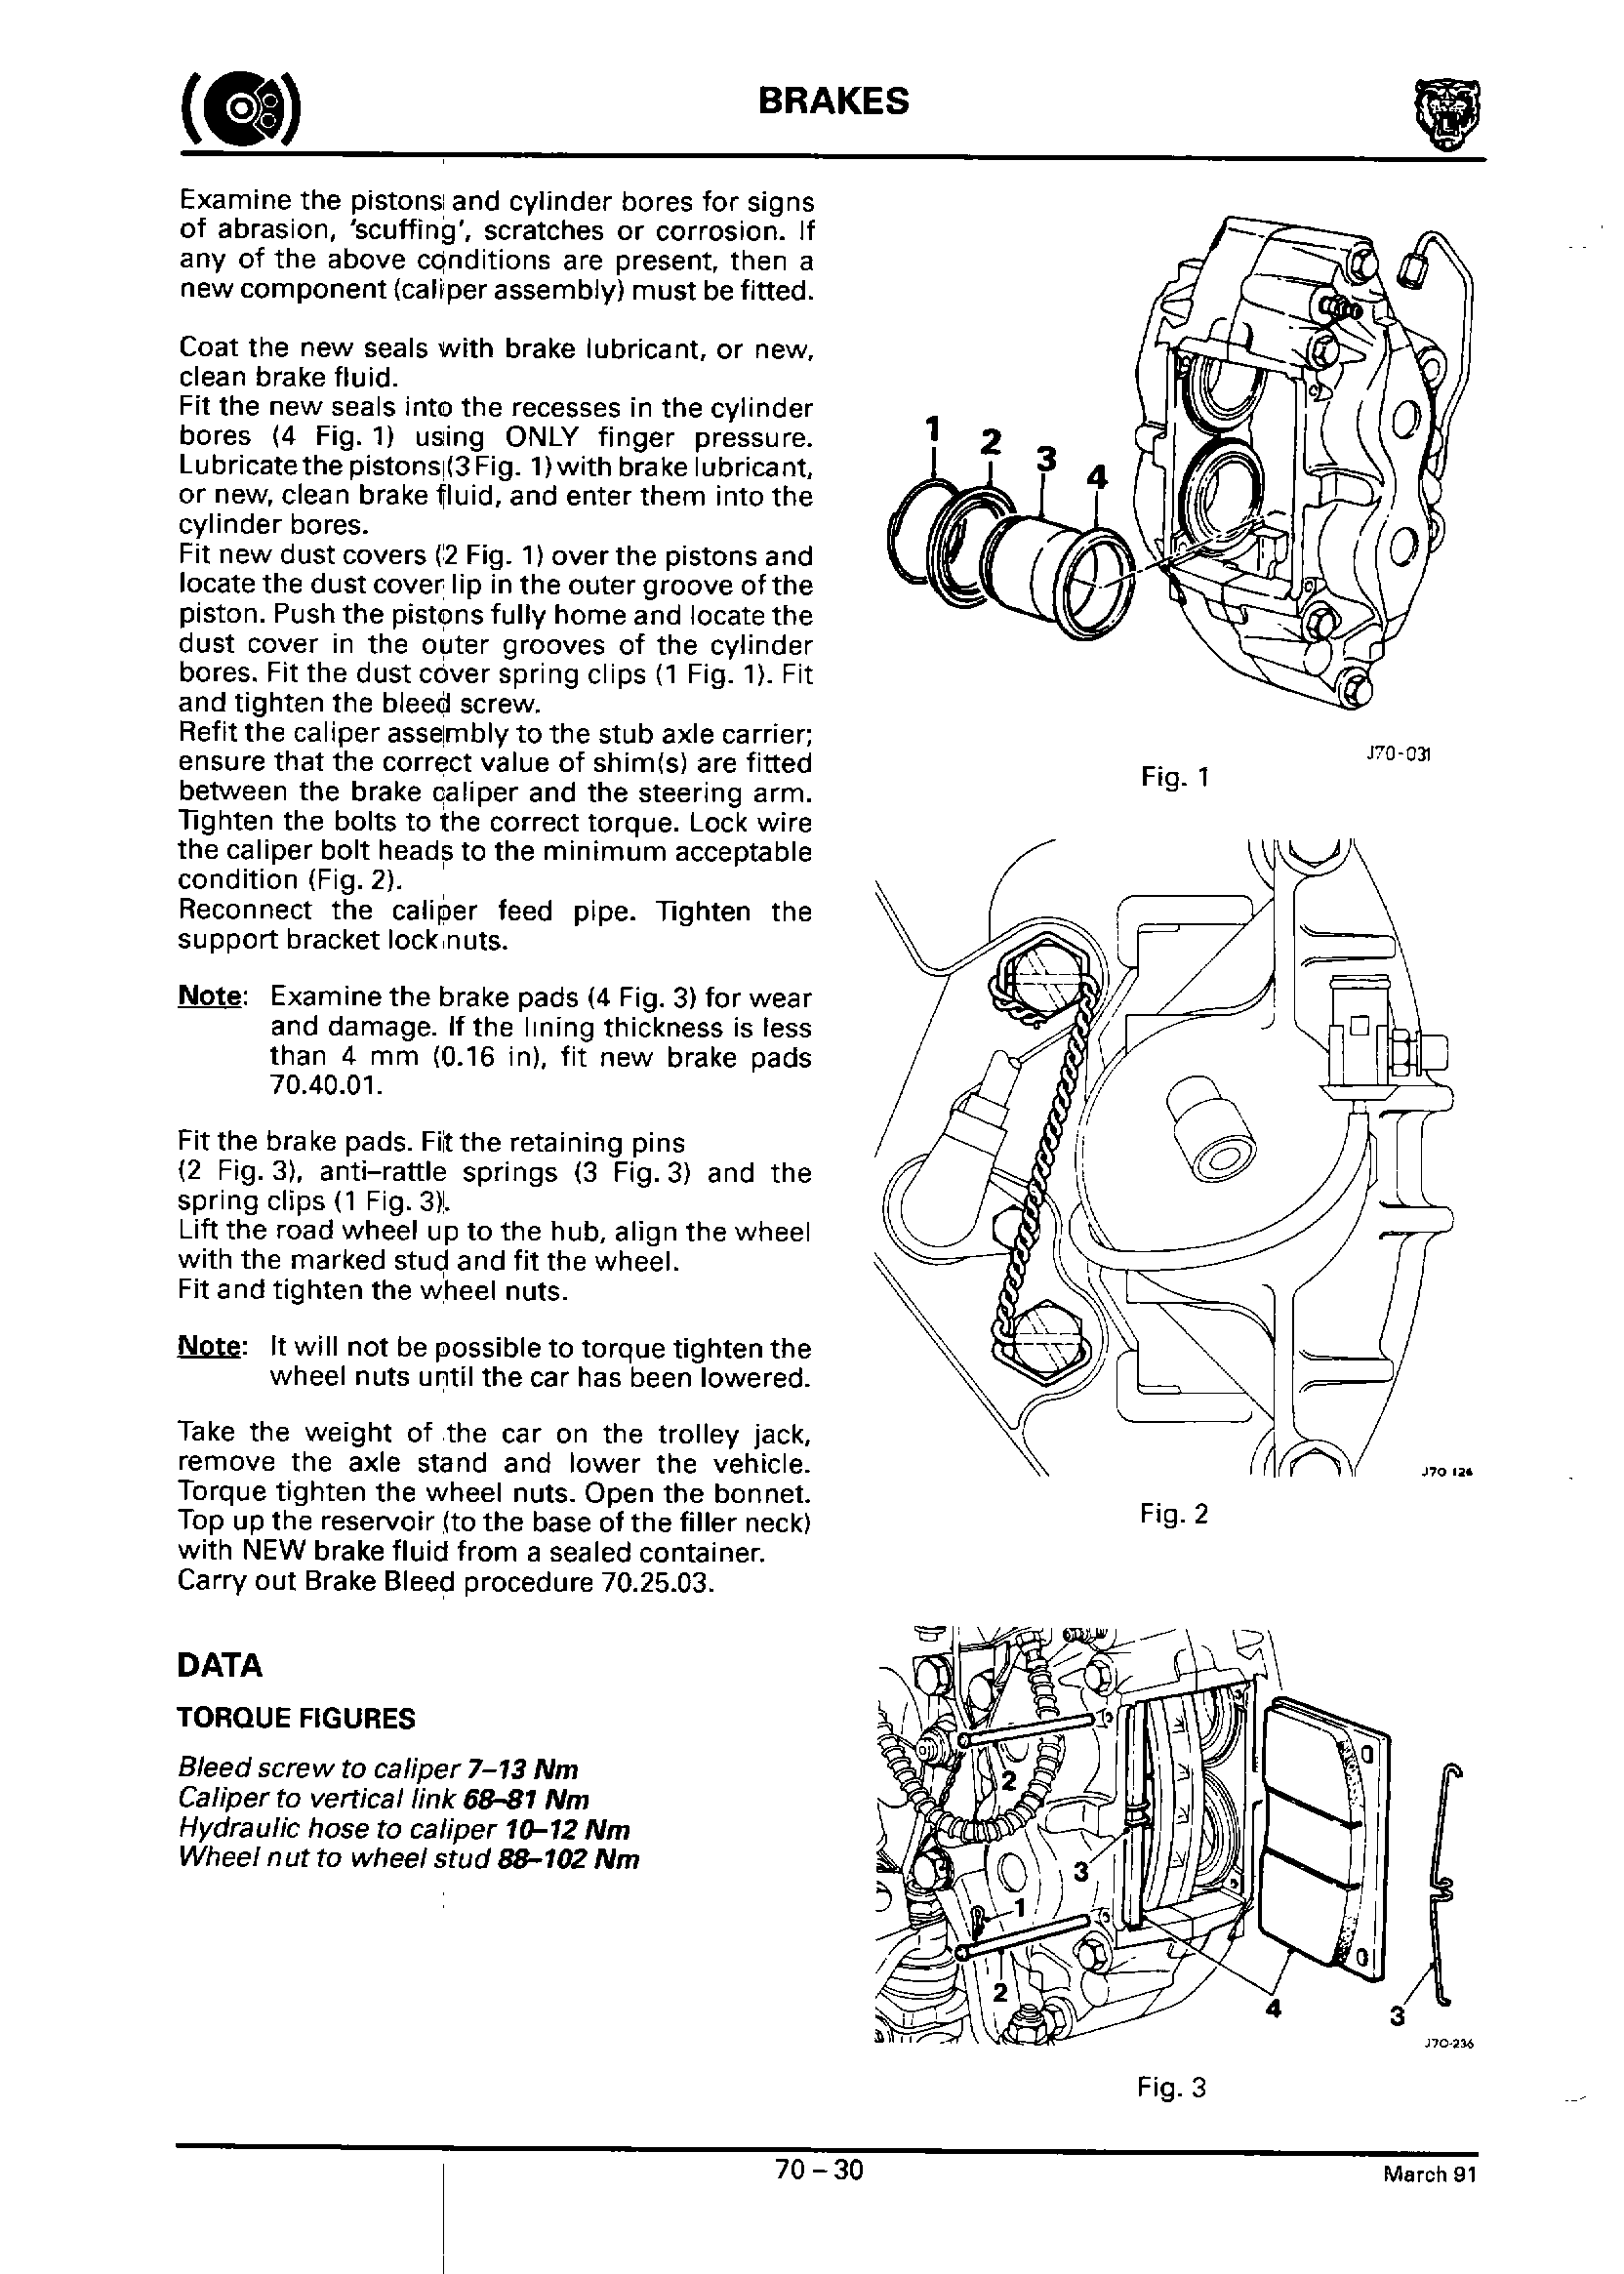 BRAKES
Examine the pistons and cylinder bores for signs
of abrasion, 'scuffing', scratches or corrosion. If
any of the above conditions are present, then a
new component (caliper assembly) must be fitted.
Coat the new seals with brake lubricant, or new,
clean brake fluid.
Fit the new seals into the recesses in the cylinder
bores (4 Fig. 1) using ONLY finger pressure.
Lubricate the pistons (3 Fig. 1) with brake lubricant,
or new, clean brake fluid, and enter them into the
cylinder bores.
Fit new dust covers (2 Fig. 1) over the pistons and
locate the dust cover lip in the outer groove of the
piston. Push the pistons fully home and locate the
dust cover in the outer grooves of the cylinder
bores. Fit the dust cover spring clips (1 Fig. 1). Fit
and tighten the bleed screw.
Refit the caliper assembly to the stub axle carrier;
ensure that the correct value of shim(s) are fitted
between the brake caliper and the steering arm.
Tighten the bolts to the correct torque. Lock wire
the caliper bolt heads to the minimum acceptable
condition (Fig. 2).
Reconnect the caliper feed pipe. Tighten the
support bracket lock nuts.
Note: Examine the brake pads (4 Fig. 3) for wear
and damage. If the lining thickness is less
than 4 mm (0.16 in), fit new brake pads
70.40.01.
Fit the brake pads. Fit the retaining pins
(2 Fig. 3), anti-rattle springs (3 Fig. 3) and the
spring clips (1 Fig. 3).
Lift the road wheel up to the hub, align the wheel
with the marked stud and fit the wheel.
Fit and tighten the wheel nuts.
Note: It will not be possible to torque tighten the
wheel nuts until the car has been lowered.
Take the weight of the car on the trolley jack,
remove the axle stand and lower the vehicle.
Torque tighten the wheel nuts. Open the bonnet.
Top up the reservoir (to the base of the filler neck)
with NEW brake fluid from a sealed container.
Carry out Brake Bleed procedure 70.25.03.
DATA
TORQUE FIGURES
Bleed screw to caliper 7–13 Nm
Caliper to vertical link 68–81 Nm
Hydraulic hose to caliper 10–12 Nm
Wheel nut to wheel stud 88–102 Nm
1
2
3
4
J70-031
Fig. 1
J70 126
Fig. 2
2
3
1
2
4
3
J70-236
Fig. 3
70 – 30
March 91